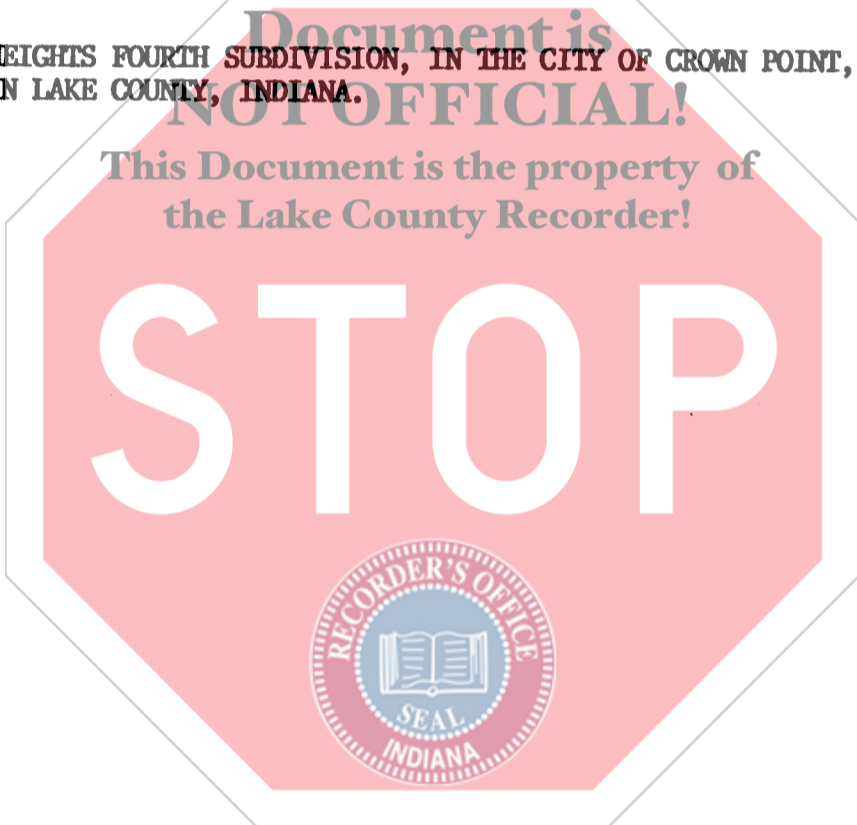 Document is
EIGHTS FOURTH SUBDIVISION, IN THE CITY OF CROWN POINT,
N LAKE COUNTY, INDIANA.
NOT OFFICIAL!
This Document is the property of
the Lake County Recorder!
STOP
RECORDER'S OFFICE
SEAL
INDIANA